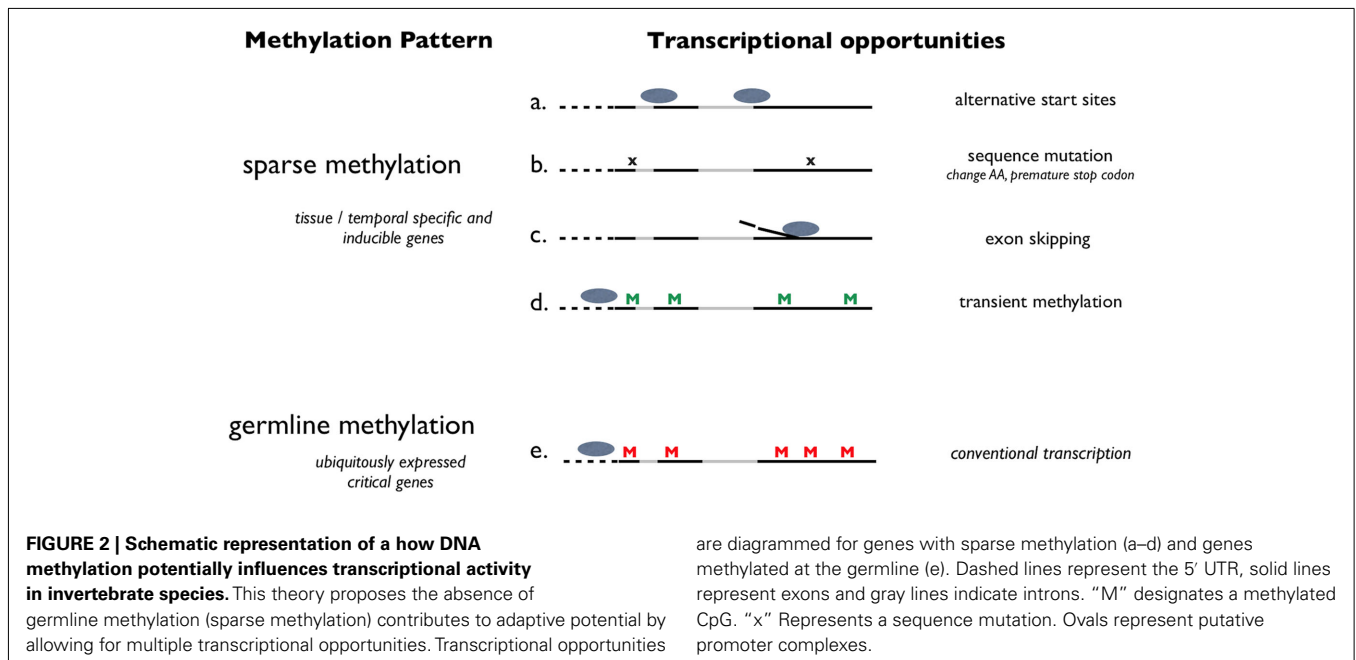 Methylation Pattern
Transcriptional opportunities
a.
alternative start sites
sparse methylation
tissue / temporal specific and
inducible genes
b.
x
x
sequence mutation
change AA, premature stop codon
c.
exon skipping
d.
M
M
M
M
transient methylation
germline methylation
ubiquitously expressed
critical genes
e.
M
M
M
M
M
conventional transcription
FIGURE 2 | Schematic representation of a how DNA
methylation potentially influences transcriptional activity
in invertebrate species. This theory proposes the absence of
germline methylation (sparse methylation) contributes to adaptive potential by
allowing for multiple transcriptional opportunities. Transcriptional opportunities
are diagrammed for genes with sparse methylation (a–d) and genes
methylated at the germline (e). Dashed lines represent the 5′ UTR, solid lines
represent exons and gray lines indicate introns. “M” designates a methylated
CpG. “x” Represents a sequence mutation. Ovals represent putative
promoter complexes.